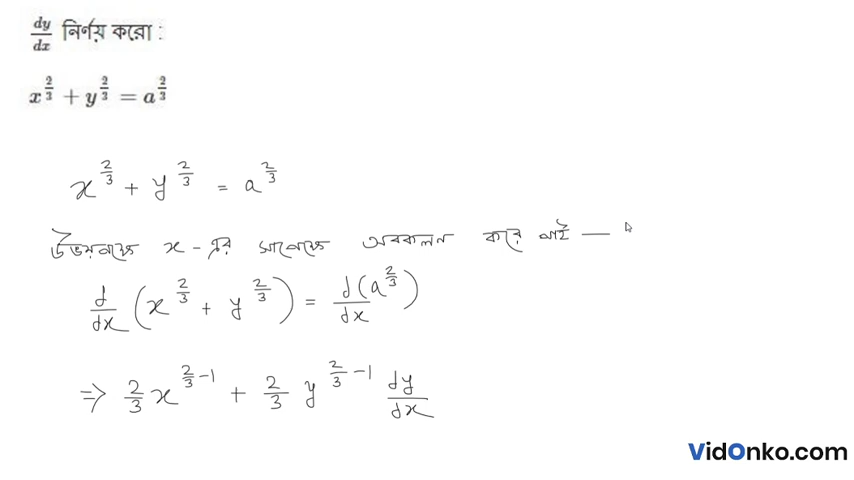 dy/dx নির্ণয় করো :
x^(2/3) + y^(2/3) = a^(2/3)
x^(2/3) + y^(2/3) = a^(2/3)
উভয়পক্ষে x - এর সাপেক্ষে অবকলন করে পাই —
d/dx (x^(2/3) + y^(2/3)) = d(a^(2/3))/dx
⇒ 2/3 x^(2/3 - 1) + 2/3 y^(2/3 - 1) dy/dx
VidOnko.com